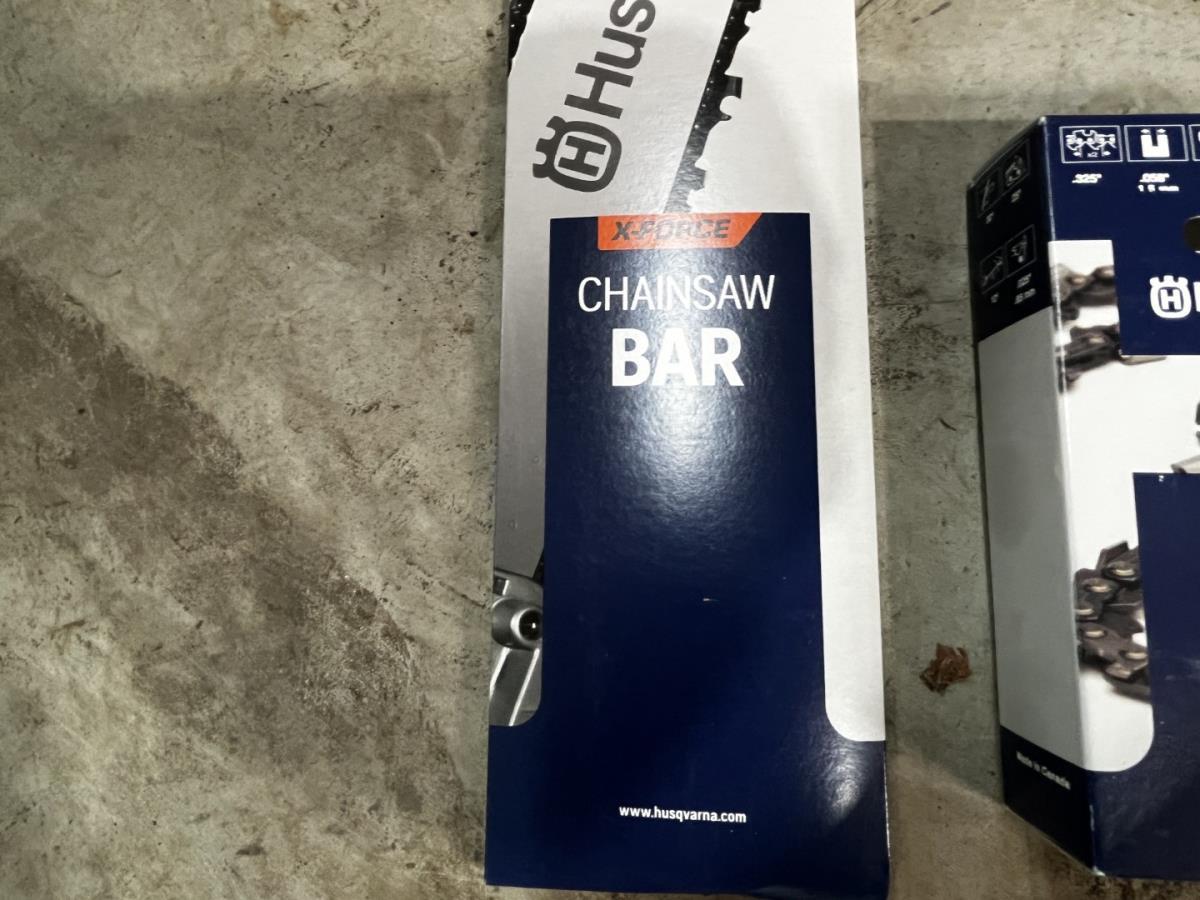 Hus
X-FORCE
CHAINSAW
BAR
www.husqvarna.com
.325"
.058"
Made in Canada